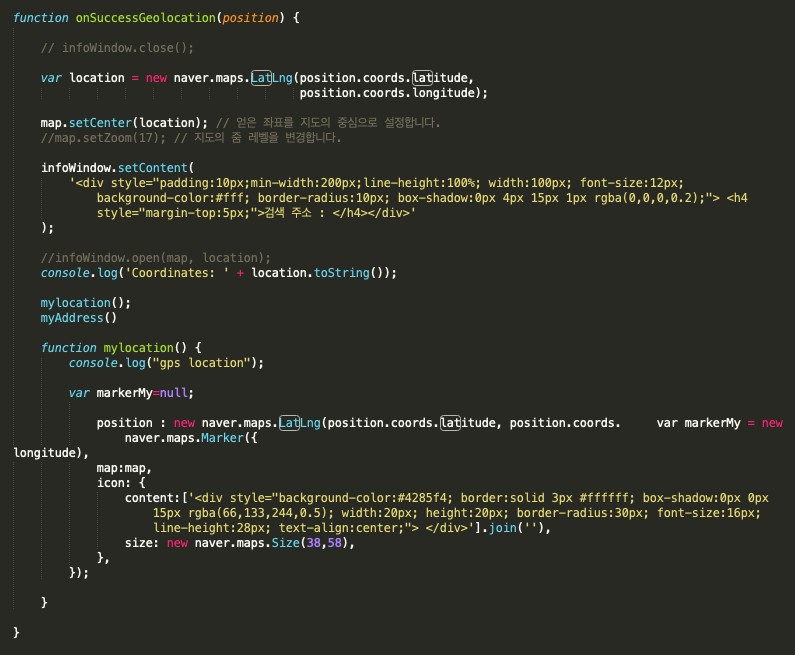 function onSuccessGeolocation(position) {
// infoWindow.close();
var location = new naver.maps.LatLng(position.coords.latitude,
position.coords.longitude);
map.setCenter(location); // 얻은 좌표를 지도의 중심으로 설정합니다.
//map.setZoom(17); // 지도의 줌 레벨을 변경합니다.
infoWindow.setContent(
'<div style="padding:10px;min-width:200px;line-height:100%; width:100px; font-size:12px;
background-color:#fff; border-radius:10px; box-shadow:0px 4px 15px 1px rgba(0,0,0,0.2);"> <h4
style="margin-top:5px;">검색 주소 : </h4></div>'
);
//infoWindow.open(map, location);
console.log('Coordinates: ' + location.toString());
mylocation();
myAddress()
function mylocation() {
console.log("gps location");
var markerMy=null;
position : new naver.maps.LatLng(position.coords.latitude, position.coords. var markerMy = new
naver.maps.Marker({
longitude),
map:map,
icon: {
content:['<div style="background-color:#4285f4; border:solid 3px #ffffff; box-shadow:0px 0px
15px rgba(66,133,244,0.5); width:20px; height:20px; border-radius:30px; font-size:16px;
line-height:28px; text-align:center;"> </div>'].join(''),
size: new naver.maps.Size(38,58),
},
});
}
}